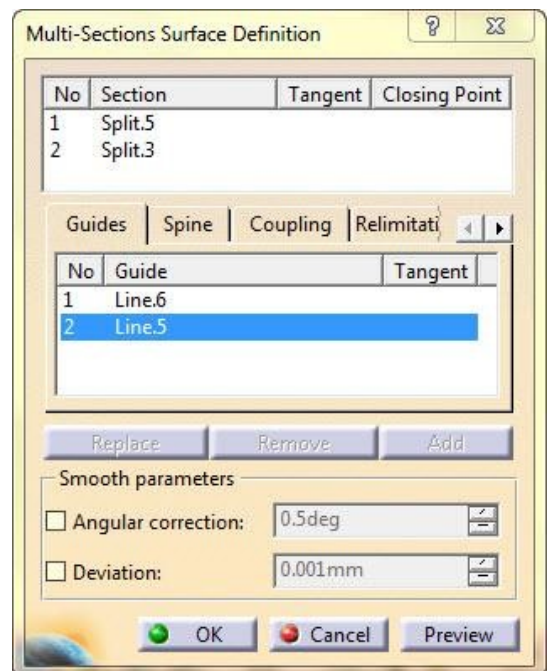 Multi-Sections Surface Definition ?
No Section Tangent Closing Point
1 Split.5
2 Split.3
Guides Spine Coupling Relimitati
No Guide Tangent
1 Line.6
2 Line.5
Replace Remove Add
Smooth parameters
Angular correction: 0.5deg
Deviation: 0.001mm
OK Cancel Preview